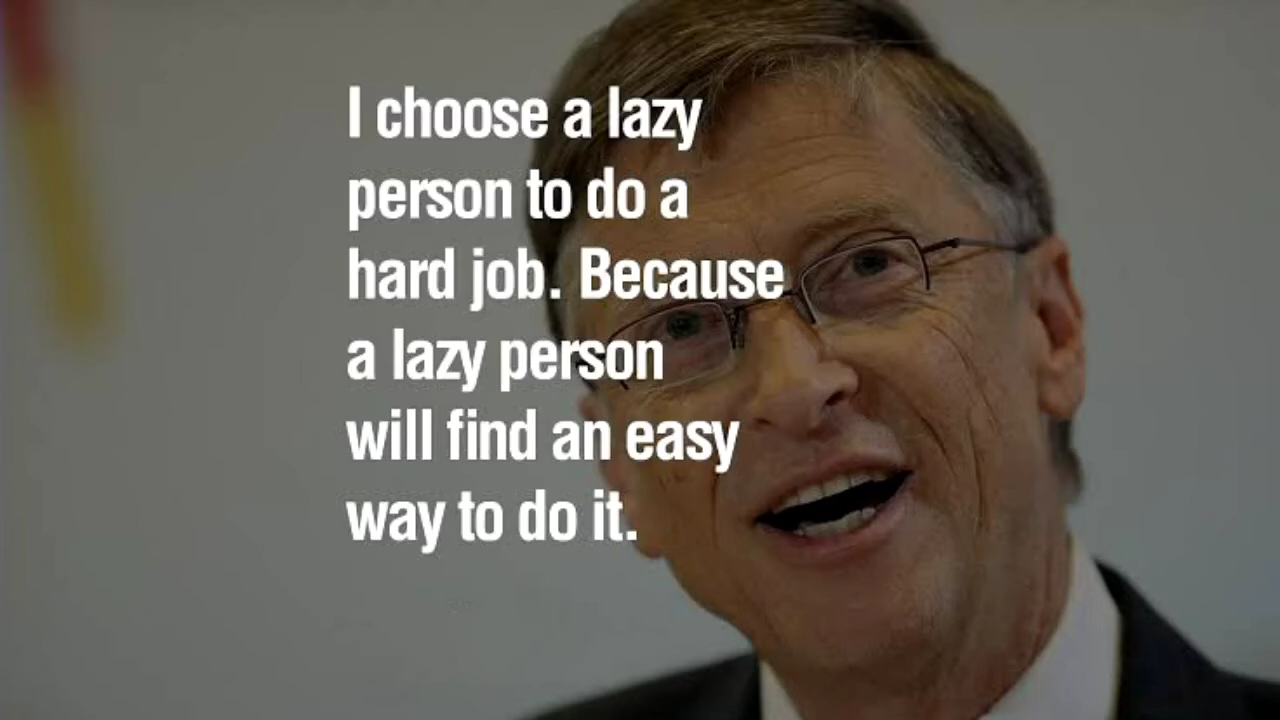 I choose a lazy
person to do a
hard job. Because
a lazy person
will find an easy
way to do it.